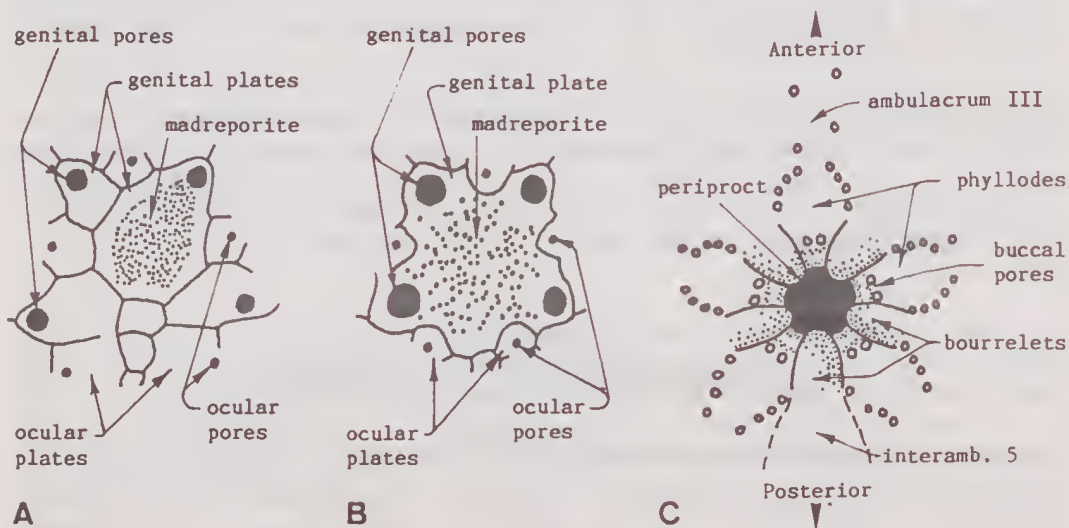 genital pores
genital plates
madreporite
ocular
plates
ocular
pores
A
genital pores
genital plate
madreporite
ocular
plates
ocular
pores
B
Anterior
ambulacrum III
periproct
phyllodes
buccal
pores
bourrelets
interamb. 5
Posterior
C